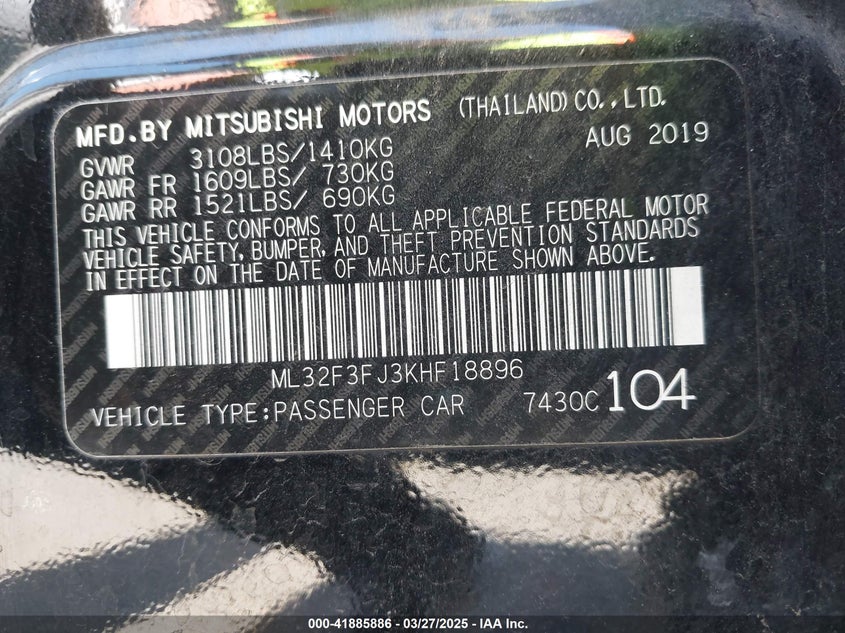 MFD.BY MITSUBISHI MOTORS (THAILAND) CO.,LTD.
GVWR 3108LBS/1410KG AUG 2019
GAWR FR 1609LBS/ 730KG
GAWR RR 1521LBS/ 690KG
THIS VEHICLE CONFORMS TO ALL APPLICABLE FEDERAL MOTOR
VEHICLE SAFETY, BUMPER, AND THEFT PREVENTION STANDARDS
IN EFFECT ON THE DATE OF MANUFACTURE SHOWN ABOVE.
ML32F3FJ3KHF18896
VEHICLE TYPE:PASSENGER CAR 7430C 104
000-41885886 - 03/27/2025 - IAA Inc.